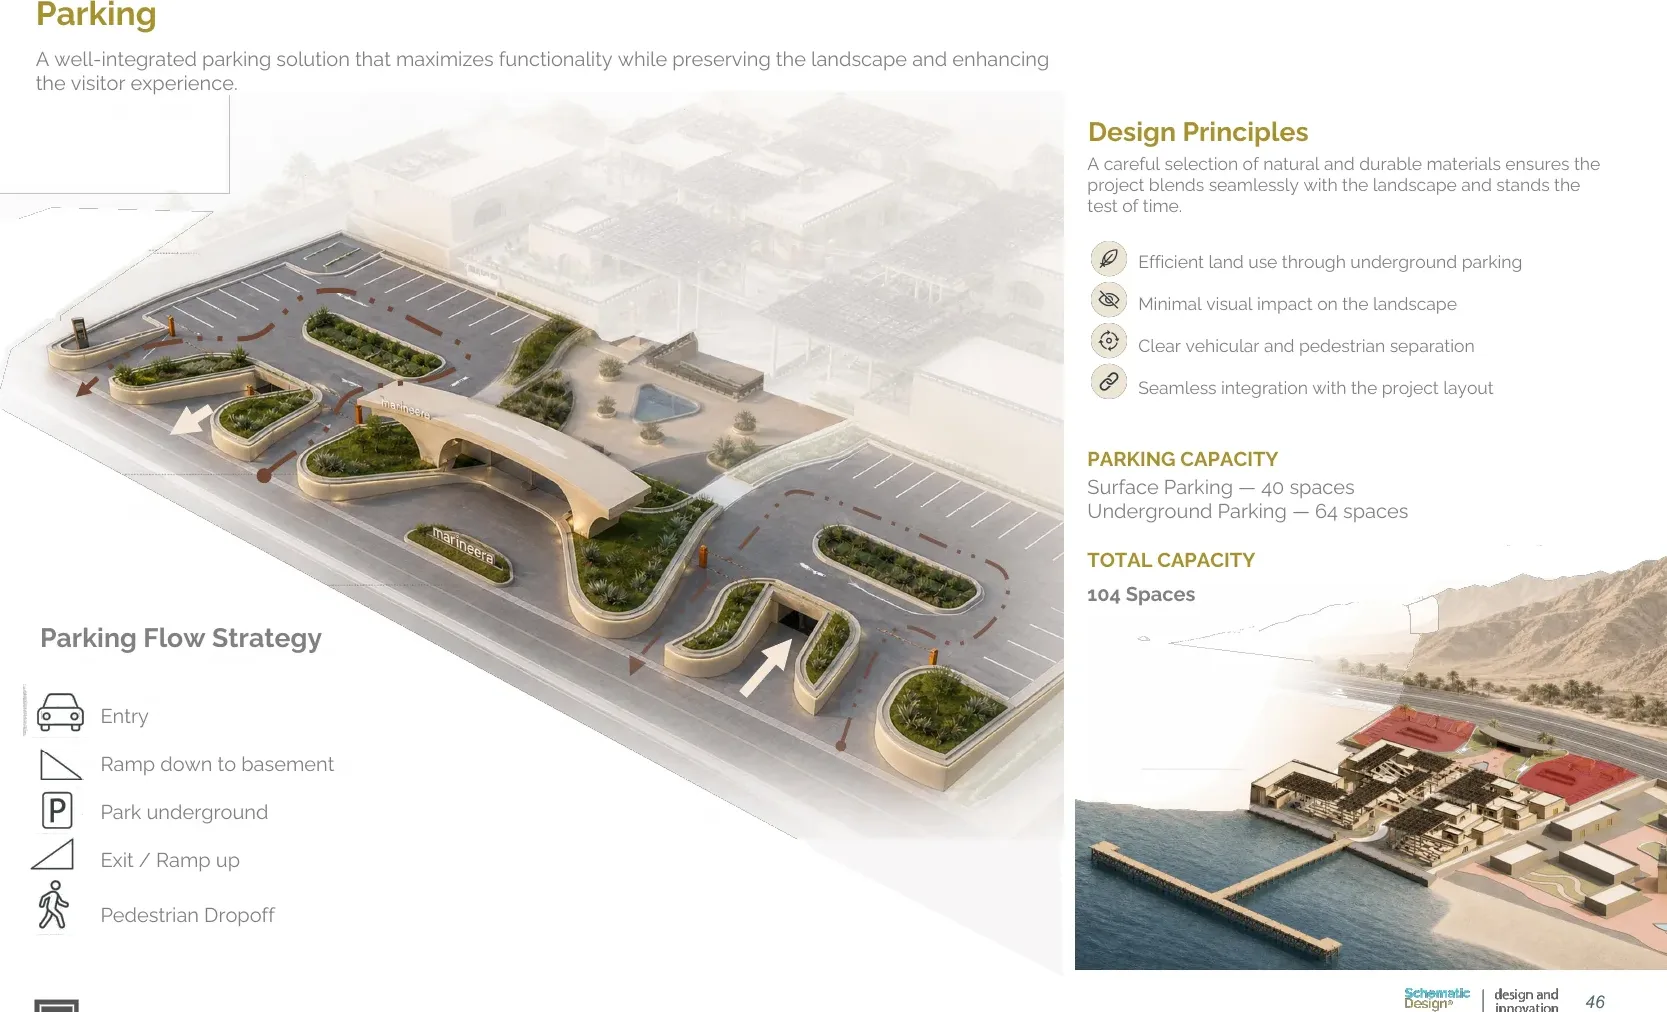 Parking
A well-integrated parking solution that maximizes functionality while preserving the landscape and enhancing
the visitor experience.
Design Principles
A careful selection of natural and durable materials ensures the
project blends seamlessly with the landscape and stands the
test of time.
Efficient land use through underground parking
Minimal visual impact on the landscape
Clear vehicular and pedestrian separation
Seamless integration with the project layout
PARKING CAPACITY
Surface Parking — 40 spaces
Underground Parking — 64 spaces
TOTAL CAPACITY
104 Spaces
marineera
marineera
Parking Flow Strategy
Entry
Ramp down to basement
P
Park underground
Exit / Ramp up
Pedestrian Dropoff
Schematic
Design®
design and
innovation
46